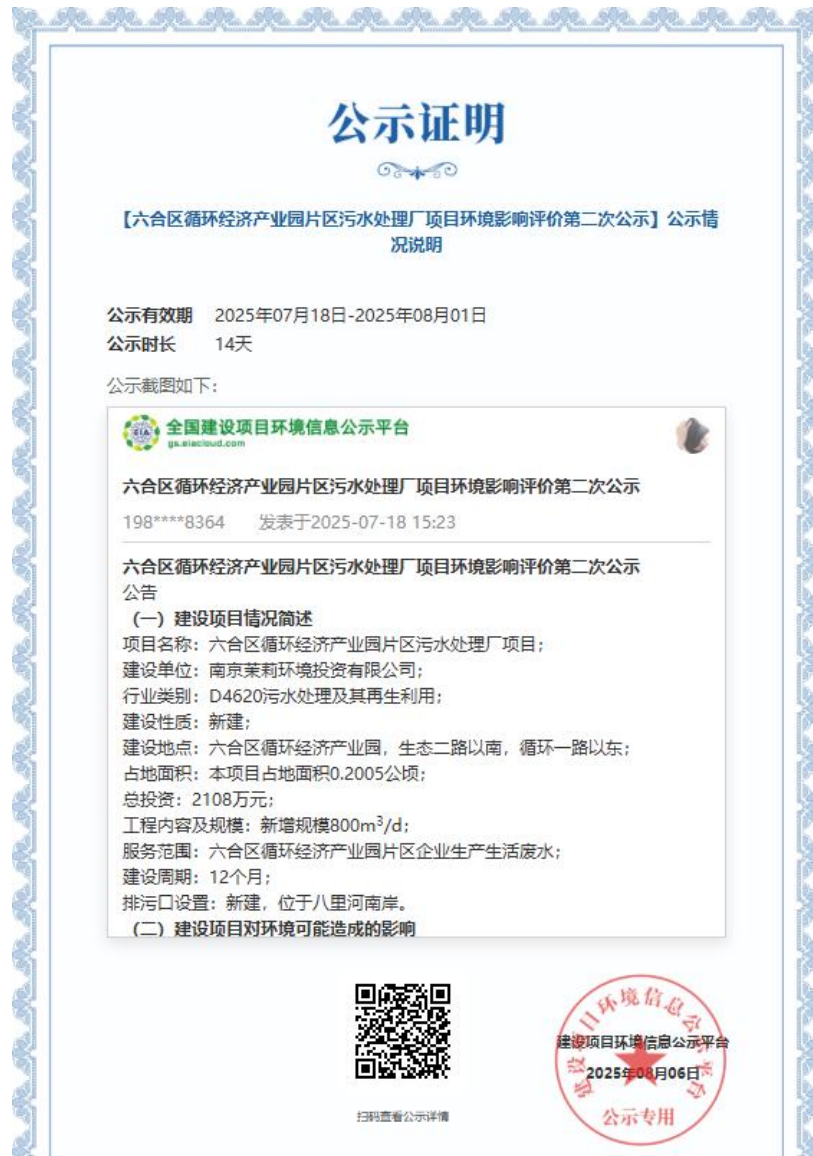 公示证明
【六合区循环经济产业园片区污水处理厂项目环境影响评价第二次公示】公示情
况说明
公示有效期 2025年07月18日-2025年08月01日
公示时长 14天
公示截图如下：
EIA 全国建设项目环境信息公示平台
gs.eiacloud.com
六合区循环经济产业园片区污水处理厂项目环境影响评价第二次公示
198****8364 发表于2025-07-18 15:23
六合区循环经济产业园片区污水处理厂项目环境影响评价第二次公示
公告
（一）建设项目情况简述
项目名称：六合区循环经济产业园片区污水处理厂项目；
建设单位：南京茉莉环境投资有限公司；
行业类别：D4620污水处理及其再生利用；
建设性质：新建；
建设地点：六合区循环经济产业园，生态二路以南，循环一路以东；
占地面积：本项目占地面积0.2005公顷；
总投资：2108万元；
工程内容及规模：新增规模800m³/d；
服务范围：六合区循环经济产业园片区企业生产生活废水；
建设周期：12个月；
排污口设置：新建，位于八里河南岸。
（二）建设项目对环境可能造成的影响
扫码查看公示详情
建设项目环境信息公示平台
建设项目环境信息公示平台
2025年08月06日
公示专用